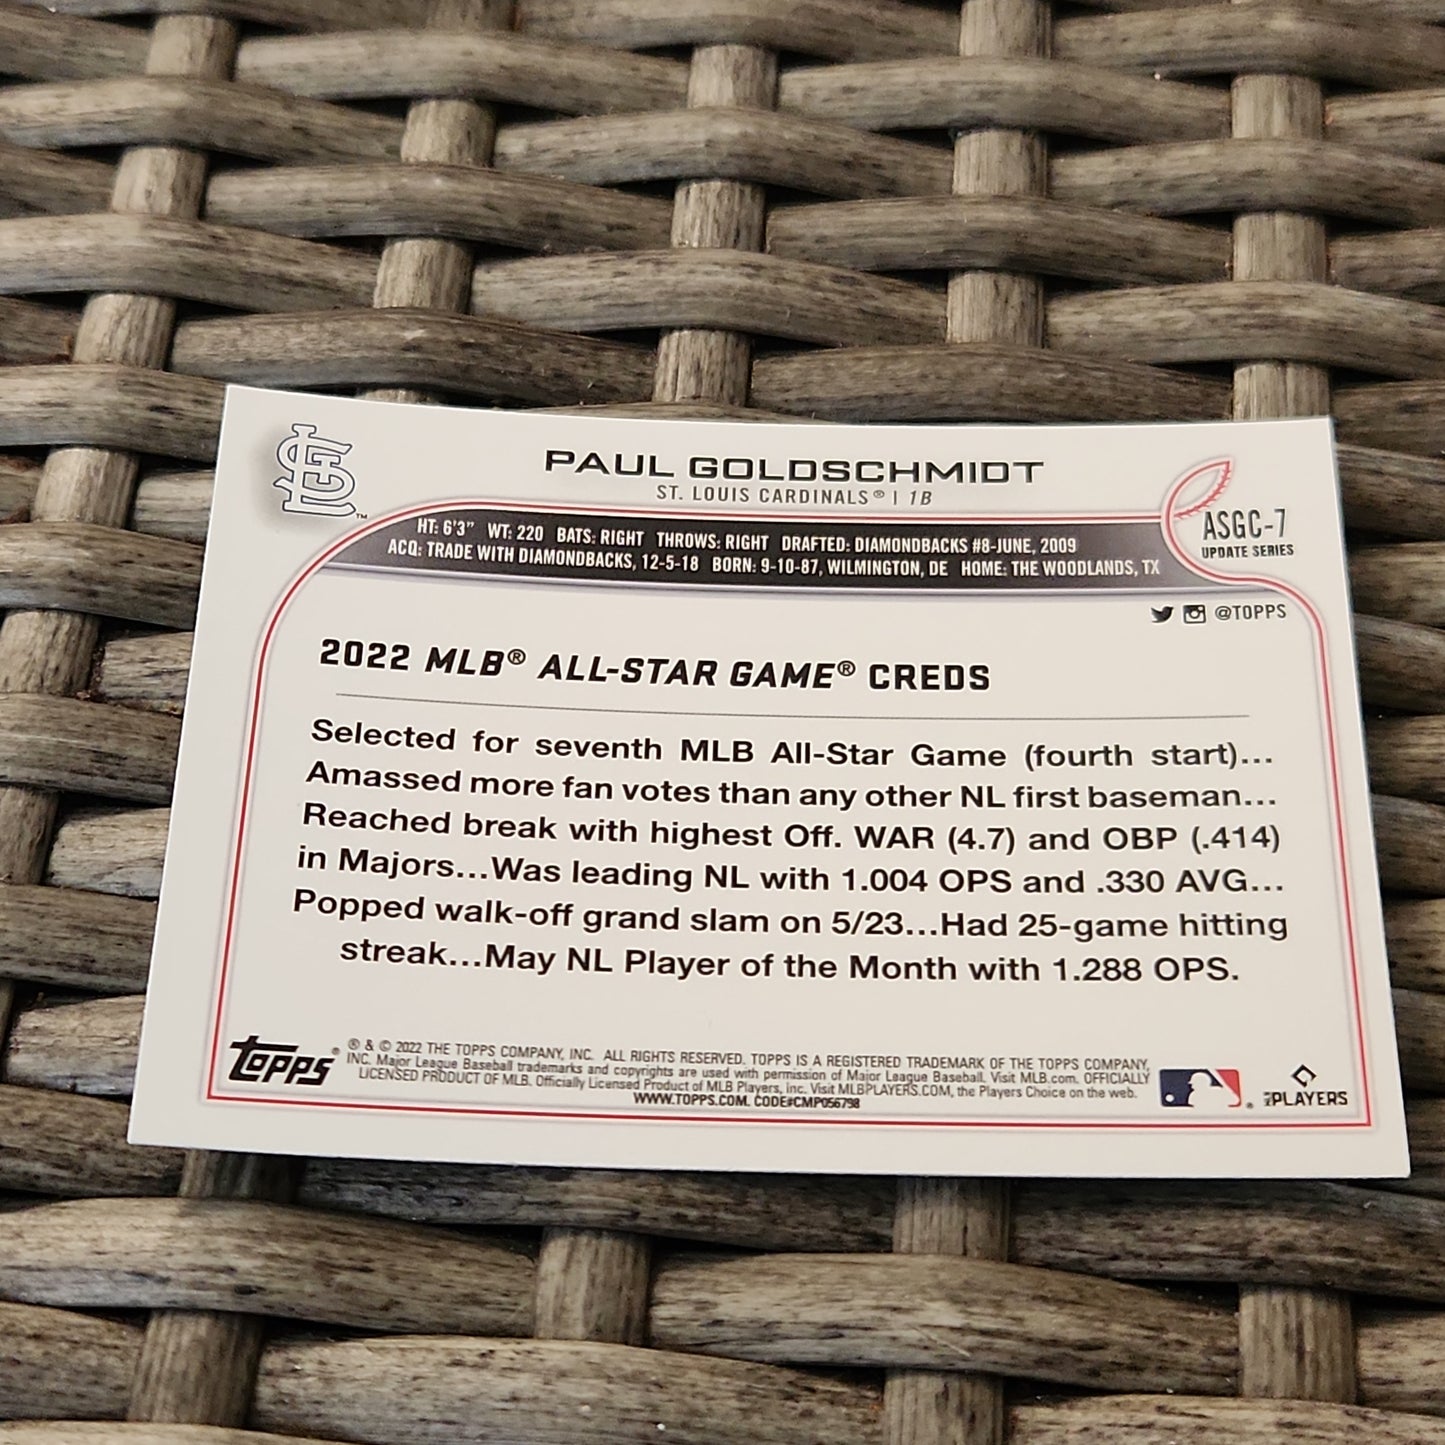 STL™
PAUL GOLDSCHMIDT
ST. LOUIS CARDINALS® | 1B
ASGC-7
UPDATE SERIES
HT: 6'3" WT: 220 BATS: RIGHT THROWS: RIGHT DRAFTED: DIAMONDBACKS #8-JUNE, 2009
ACQ: TRADE WITH DIAMONDBACKS, 12-5-18 BORN: 9-10-87, WILMINGTON, DE HOME: THE WOODLANDS, TX
@TOPPS
2022 MLB® ALL-STAR GAME® CREDS
Selected for seventh MLB All-Star Game (fourth start)...
Amassed more fan votes than any other NL first baseman...
Reached break with highest Off. WAR (4.7) and OBP (.414)
in Majors...Was leading NL with 1.004 OPS and .330 AVG...
Popped walk-off grand slam on 5/23...Had 25-game hitting
streak...May NL Player of the Month with 1.288 OPS.
topps®
® & © 2022 THE TOPPS COMPANY, INC. ALL RIGHTS RESERVED. TOPPS IS A REGISTERED TRADEMARK OF THE TOPPS COMPANY,
INC. Major League Baseball trademarks and copyrights are used with permission of Major League Baseball. Visit MLB.com. OFFICIALLY
LICENSED PRODUCT OF MLB. Officially Licensed Product of MLB Players, Inc. Visit MLBPLAYERS.COM, the Players Choice on the web.
WWW.TOPPS.COM. CODE#CMP056798
PLAYERS